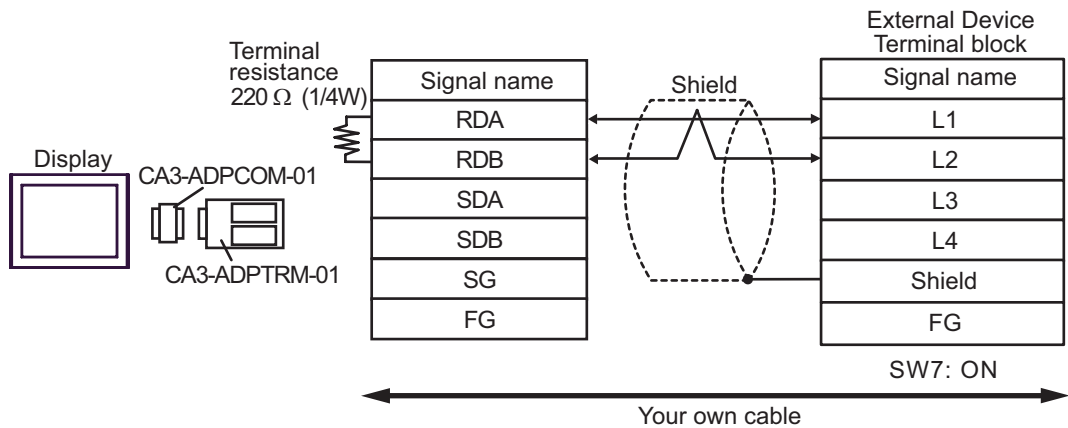 External Device
Terminal block
Terminal
resistance
220 Ω (1/4W)
Signal name
Shield
Signal name
RDA
L1
RDB
L2
Display
CA3-ADPCOM-01
SDA
L3
SDB
L4
CA3-ADPTRM-01
SG
Shield
FG
FG
SW7: ON
Your own cable